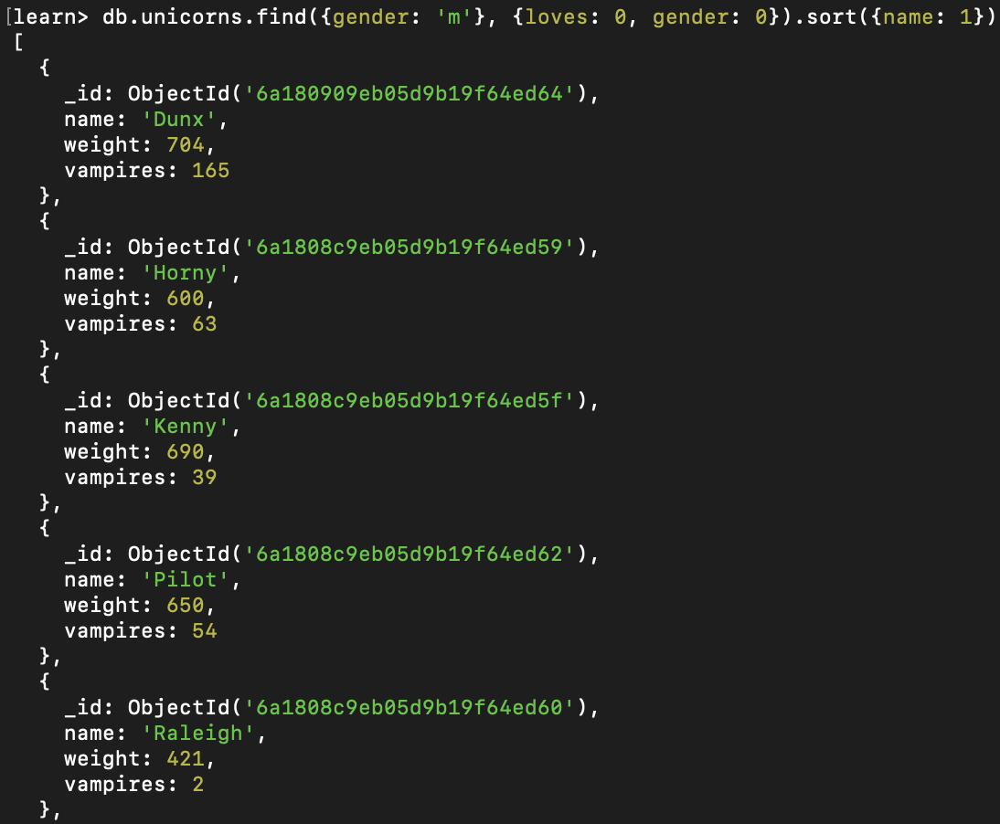 [learn> db.unicorns.find({gender: 'm'}, {loves: 0, gender: 0}).sort({name: 1})
[
  {
    _id: ObjectId('6a180909eb05d9b19f64ed64'),
    name: 'Dunx',
    weight: 704,
    vampires: 165
  },
  {
    _id: ObjectId('6a1808c9eb05d9b19f64ed59'),
    name: 'Horny',
    weight: 600,
    vampires: 63
  },
  {
    _id: ObjectId('6a1808c9eb05d9b19f64ed5f'),
    name: 'Kenny',
    weight: 690,
    vampires: 39
  },
  {
    _id: ObjectId('6a1808c9eb05d9b19f64ed62'),
    name: 'Pilot',
    weight: 650,
    vampires: 54
  },
  {
    _id: ObjectId('6a1808c9eb05d9b19f64ed60'),
    name: 'Raleigh',
    weight: 421,
    vampires: 2
  },